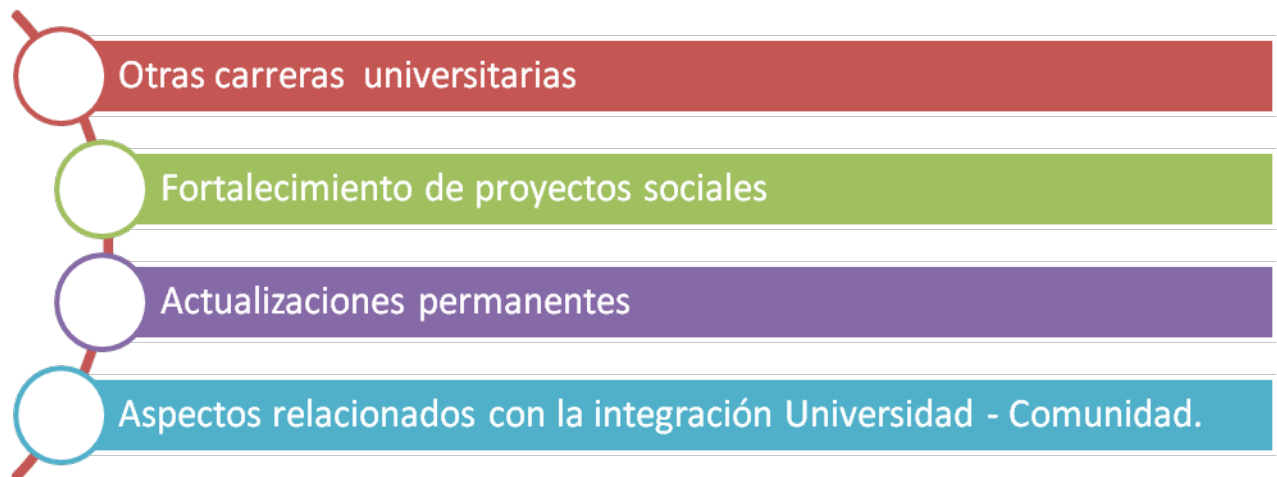 Otras carreras  universitarias
Fortalecimiento de proyectos sociales
Actualizaciones permanentes
Aspectos relacionados con la integración Universidad - Comunidad.